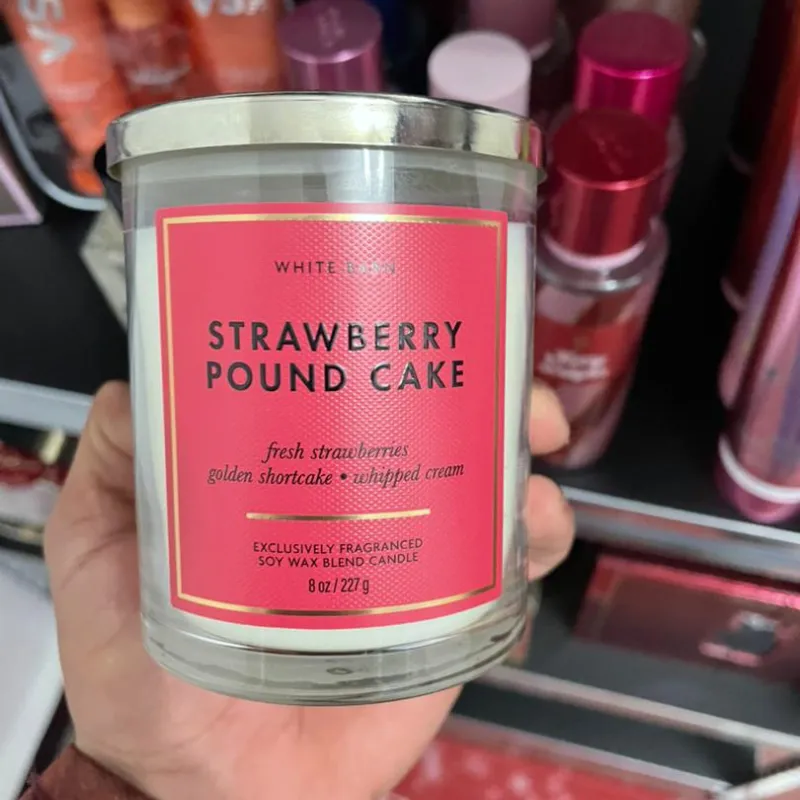 WHITE BARN
STRAWBERRY
POUND CAKE
fresh strawberries
golden shortcake • whipped cream
EXCLUSIVELY FRAGRANCED
SOY WAX BLEND CANDLE
8 oz / 227 g